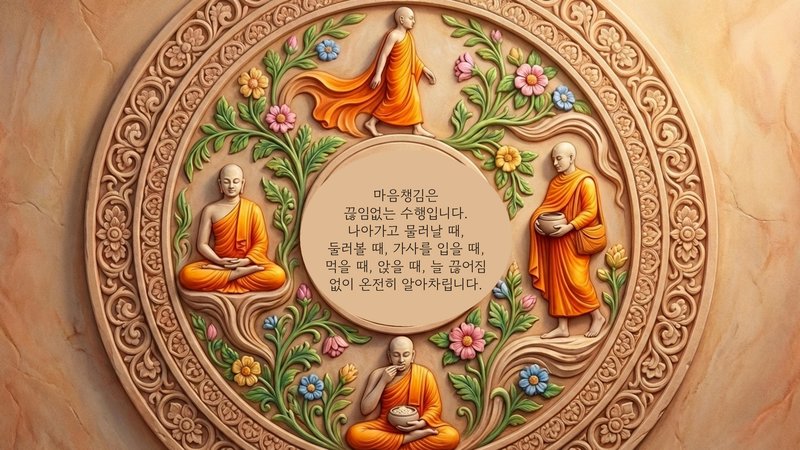 마음챙김은
끊임없는 수행입니다.
나아가고 물러날 때,
둘러볼 때, 가사를 입을 때,
먹을 때, 앉을 때, 늘 끊어짐
없이 온전히 알아차립니다.